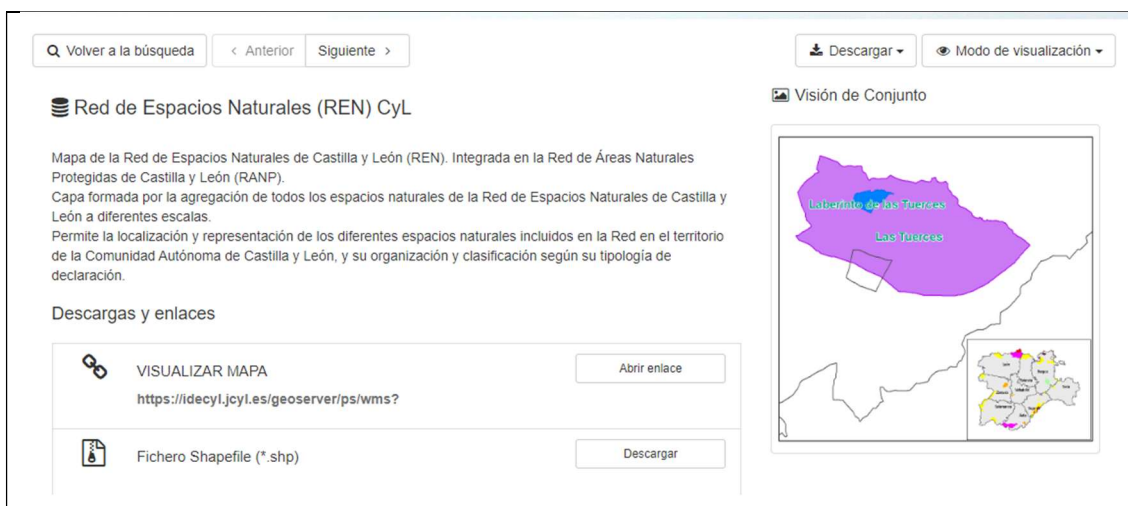 Volver a la búsqueda
Anterior
Siguiente
Descargar
Modo de visualización
Red de Espacios Naturales (REN) CyL
Mapa de la Red de Espacios Naturales de Castilla y León (REN). Integrada en la Red de Áreas Naturales
Protegidas de Castilla y León (RANP).
Capa formada por la agregación de todos los espacios naturales de la Red de Espacios Naturales de Castilla y
León a diferentes escalas.
Permite la localización y representación de los diferentes espacios naturales incluidos en la Red en el territorio
de la Comunidad Autónoma de Castilla y León, y su organización y clasificación según su tipología de
declaración.
Descargas y enlaces
VISUALIZAR MAPA
Abrir enlace
https://idecyl.jcyl.es/geoserver/ps/wms?
Fichero Shapefile (*.shp)
Descargar
Visión de Conjunto
Laberinto de las Tuerces
Las Tuerces